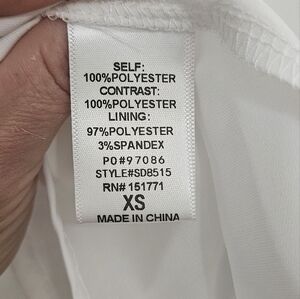 SELF:
100%POLYESTER
CONTRAST:
100%POLYESTER
LINING:
97%POLYESTER
3%SPANDEX
PO#97086
STYLE#SD8515
RN# 151771
XS
MADE IN CHINA